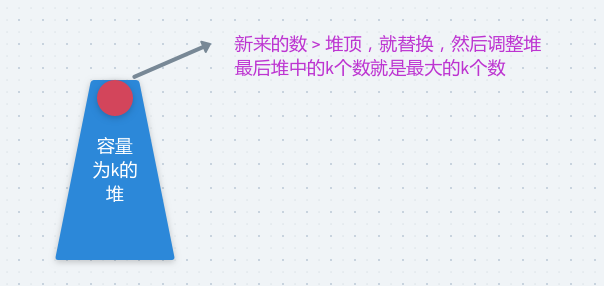 新来的数 > 堆顶，就替换，然后调整堆
最后堆中的k个数就是最大的k个数
容量
为k的
堆